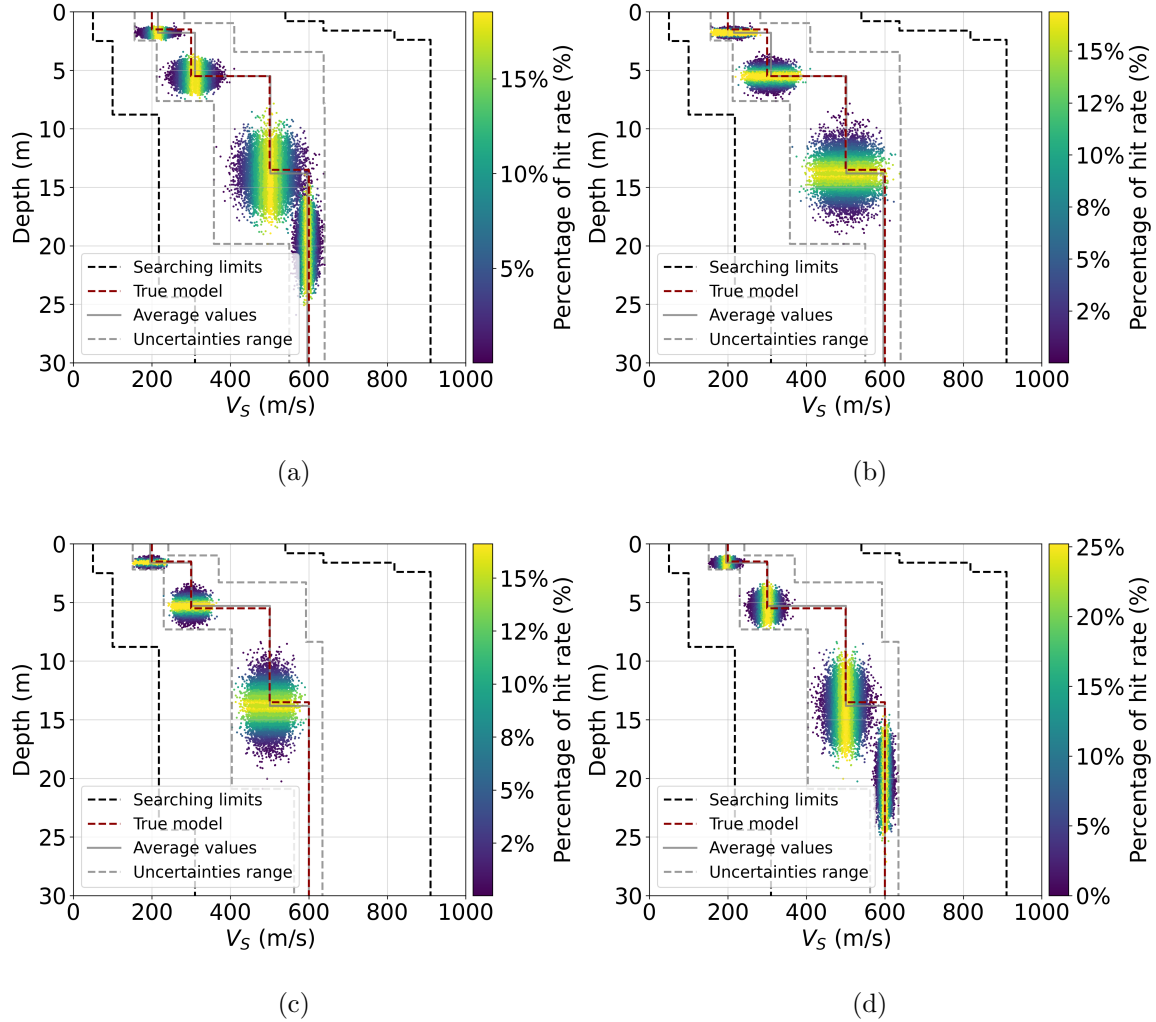 0
5
10
15
20
25
30
Depth (m)
Searching limits
True model
Average values
Uncertainties range
0 200 400 600 800 1000
V_S (m/s)
15%
10%
5%
Percentage of hit rate (%)
(a)
0
5
10
15
20
25
30
Depth (m)
Searching limits
True model
Average values
Uncertainties range
0 200 400 600 800 1000
V_S (m/s)
15%
12%
10%
8%
5%
2%
Percentage of hit rate (%)
(b)
0
5
10
15
20
25
30
Depth (m)
Searching limits
True model
Average values
Uncertainties range
0 200 400 600 800 1000
V_S (m/s)
15%
12%
10%
8%
5%
2%
Percentage of hit rate (%)
(c)
0
5
10
15
20
25
30
Depth (m)
Searching limits
True model
Average values
Uncertainties range
0 200 400 600 800 1000
V_S (m/s)
25%
20%
15%
10%
5%
0%
Percentage of hit rate (%)
(d)